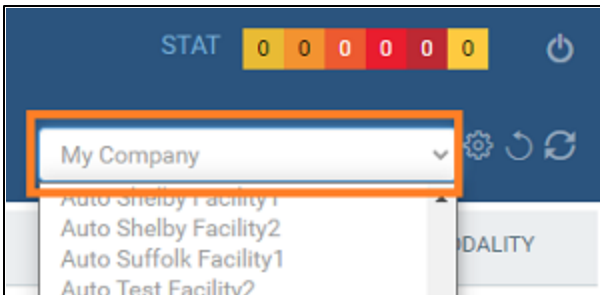 STAT 0 0 0 0 0 0
My Company
Auto Shelby Facility1
Auto Shelby Facility2
DALITY
Auto Suffolk Facility1
Auto Test Facility2